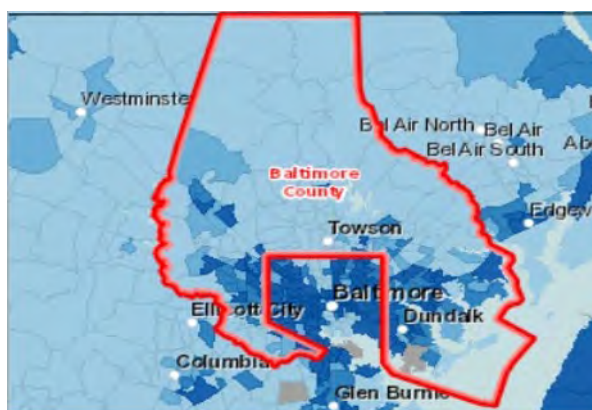 Westminste
Bel Air North
Bel Air
Bel Air South
Abe
Baltimore
County
Edgew
Towson
Baltimore
Ellicott City
Dundalk
Columbia
Glen Burnie